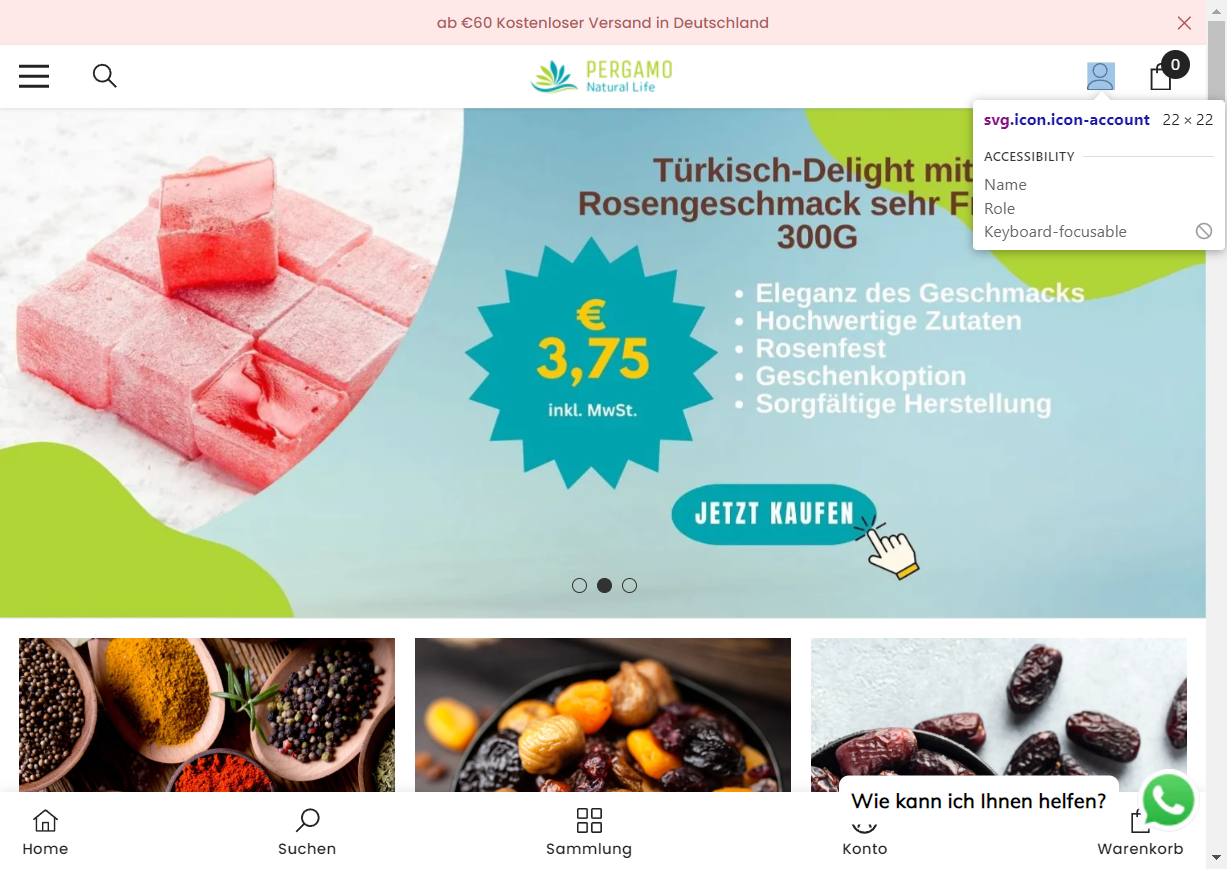 ab €60 Kostenloser Versand in Deutschland
PERGAMO
Natural Life
0
svg.icon.icon-account 22 × 22
ACCESSIBILITY
Name
Role
Keyboard-focusable
Türkisch-Delight mit
Rosengeschmack sehr
300G
€
3,75
inkl. MwSt.
• Eleganz des Geschmacks
• Hochwertige Zutaten
• Rosenfest
• Geschenkoption
• Sorgfältige Herstellung
JETZT KAUFEN
Wie kann ich Ihnen helfen?
Home
Suchen
Sammlung
Konto
Warenkorb